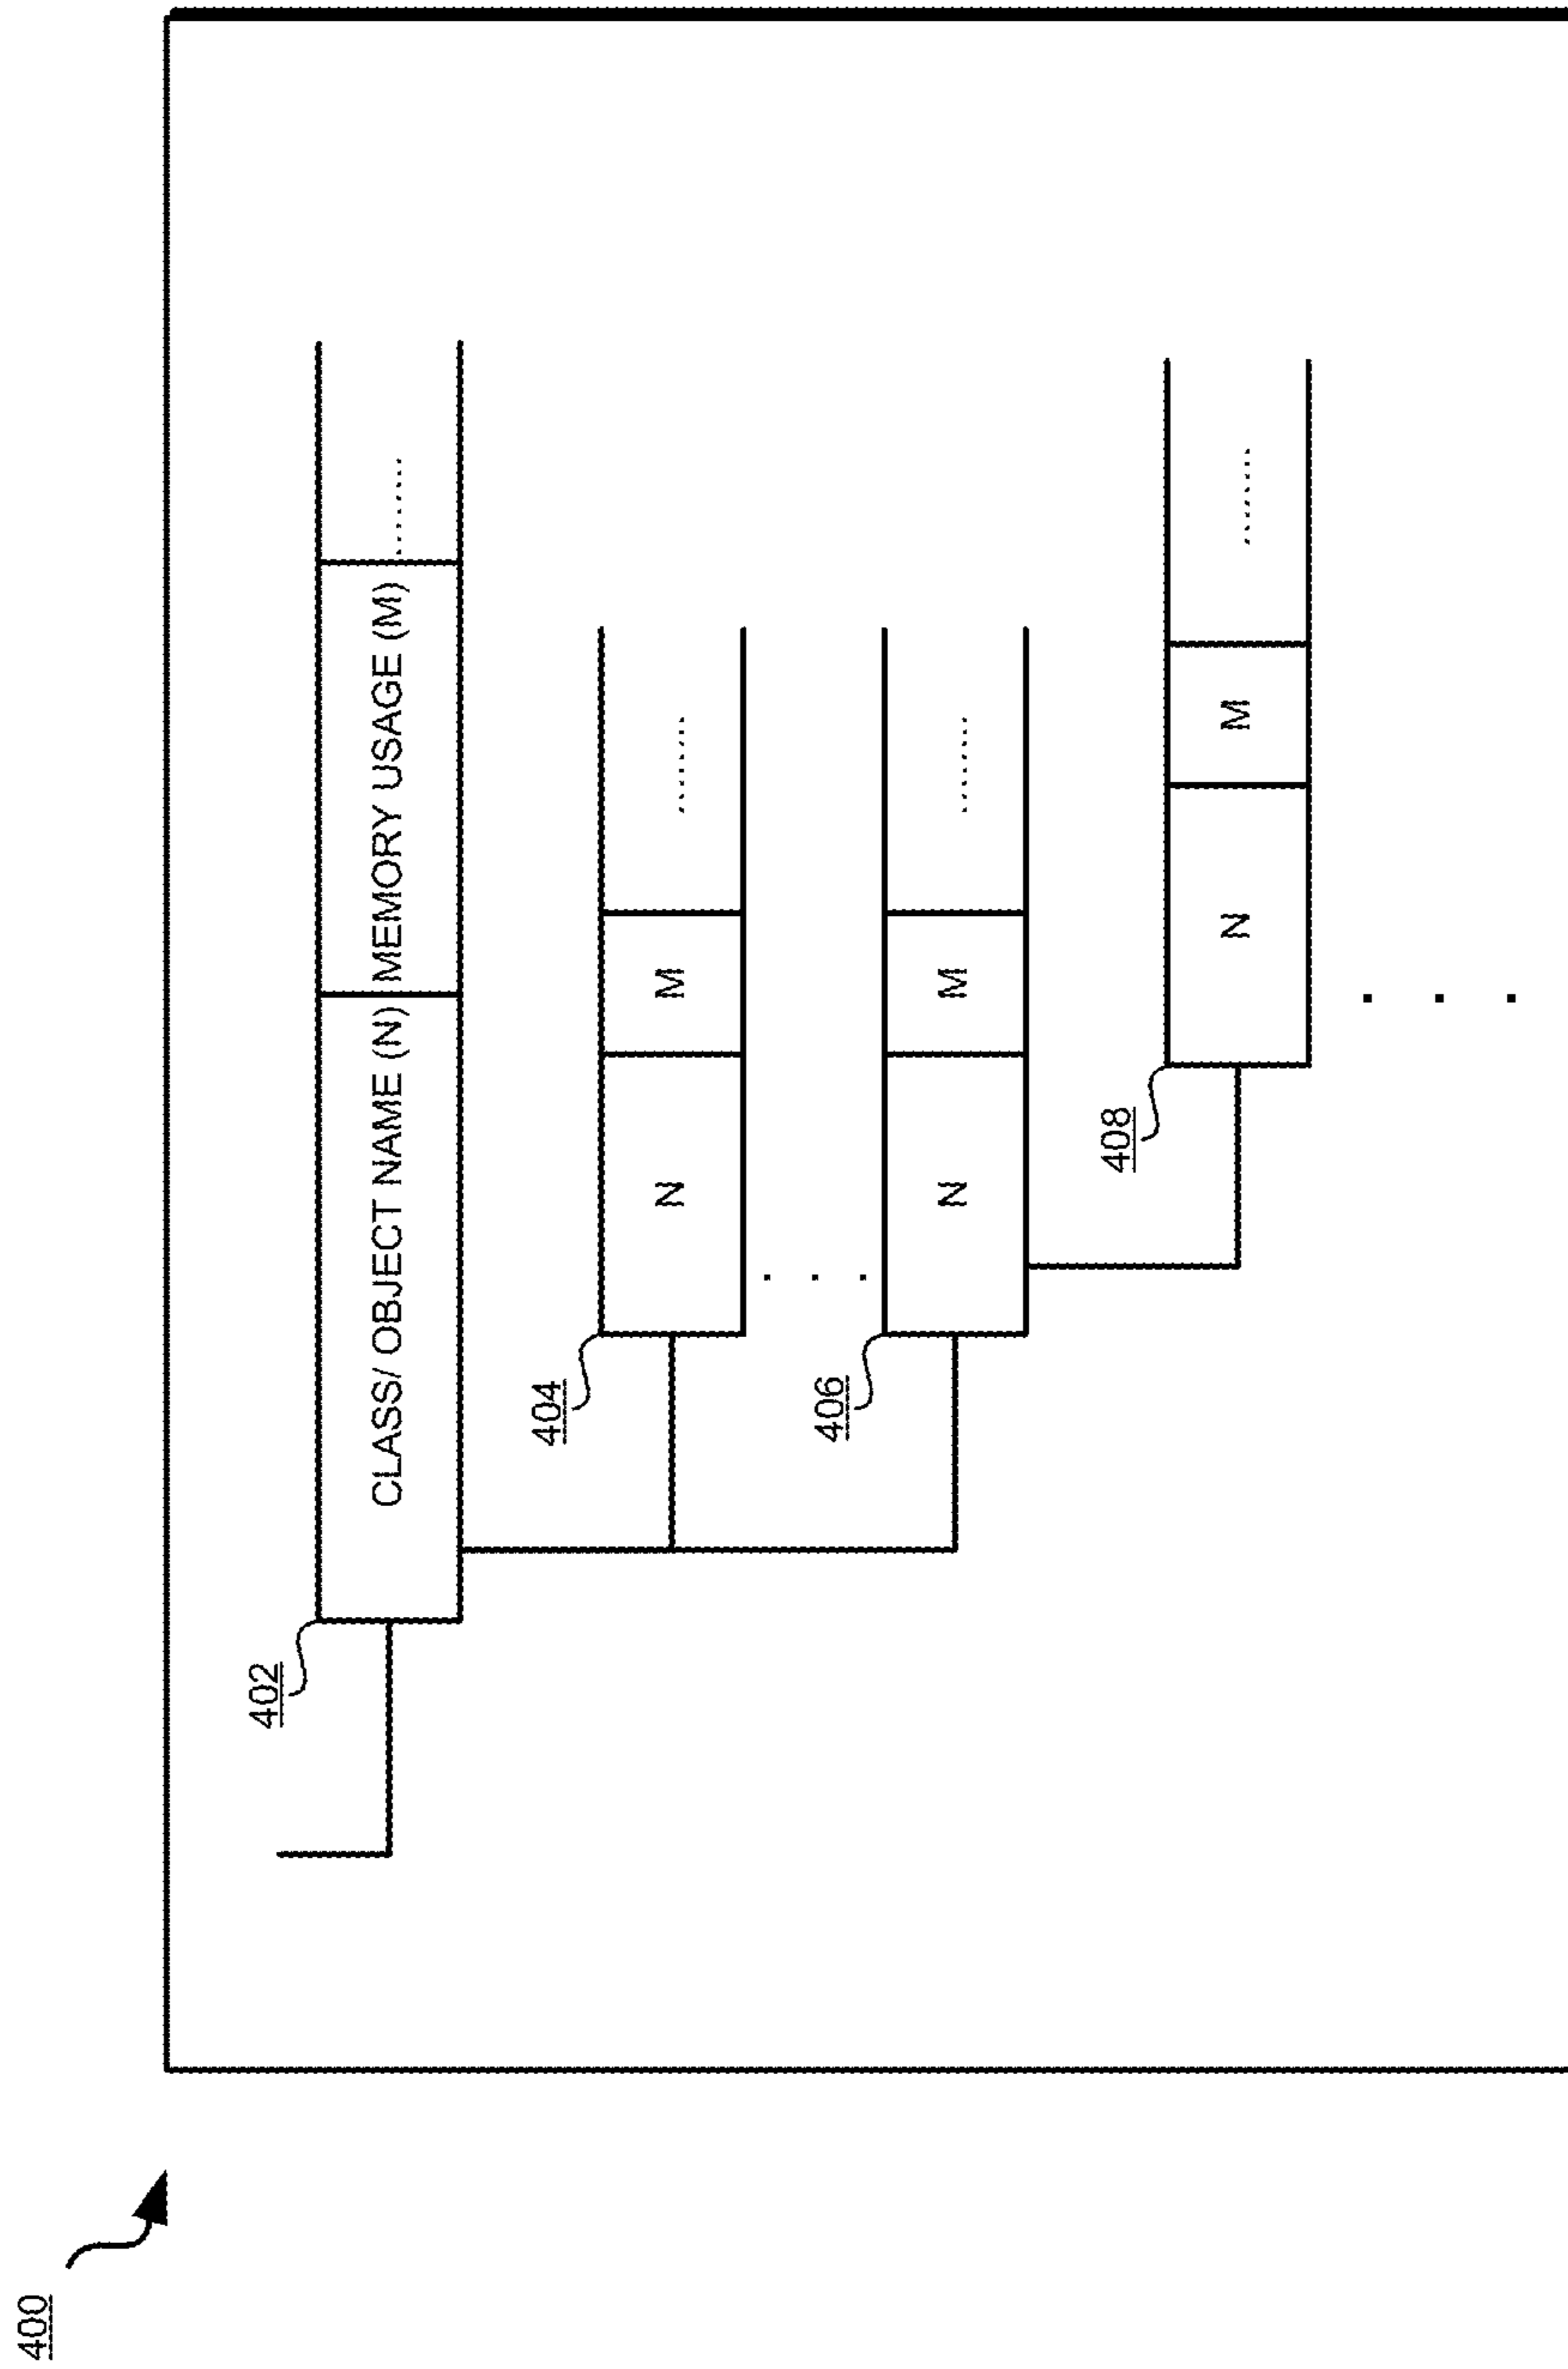 400
402
CLASS/ OBJECT NAME (N) MEMORY USAGE (M) ........
404
N M ........
. . .
406
N M ........
408
N M ........
. . .